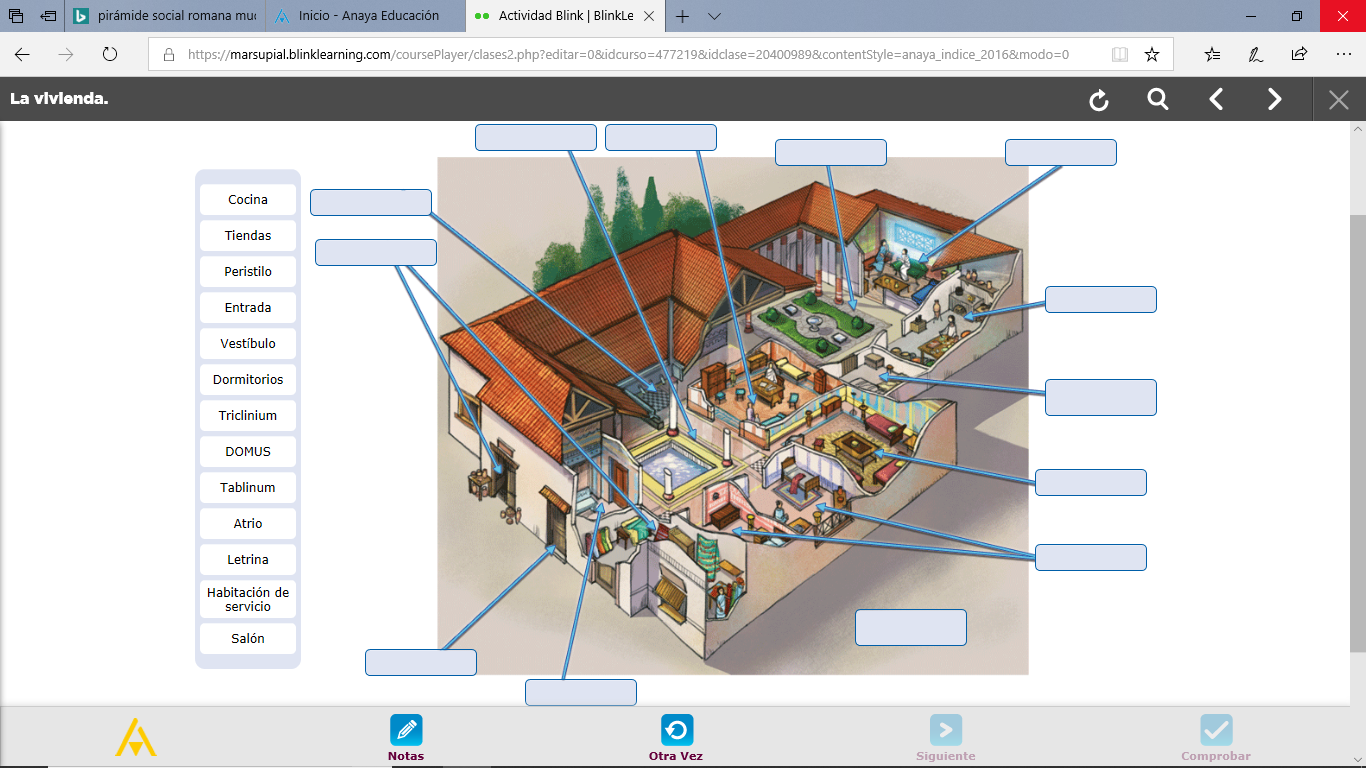 pirámide social romana muc
Inicio - Anaya Educación
Actividad Blink | BlinkLe
https://marsupial.blinklearning.com/coursePlayer/clases2.php?editar=0&idcurso=477219&idclase=20400989&contentStyle=anaya_indice_2016&modo=0
La vivienda.
Cocina
Tiendas
Peristilo
Entrada
Vestíbulo
Dormitorios
Triclinium
DOMUS
Tablinum
Atrio
Letrina
Habitación de
servicio
Salón
Notas
Otra Vez
Siguiente
Comprobar